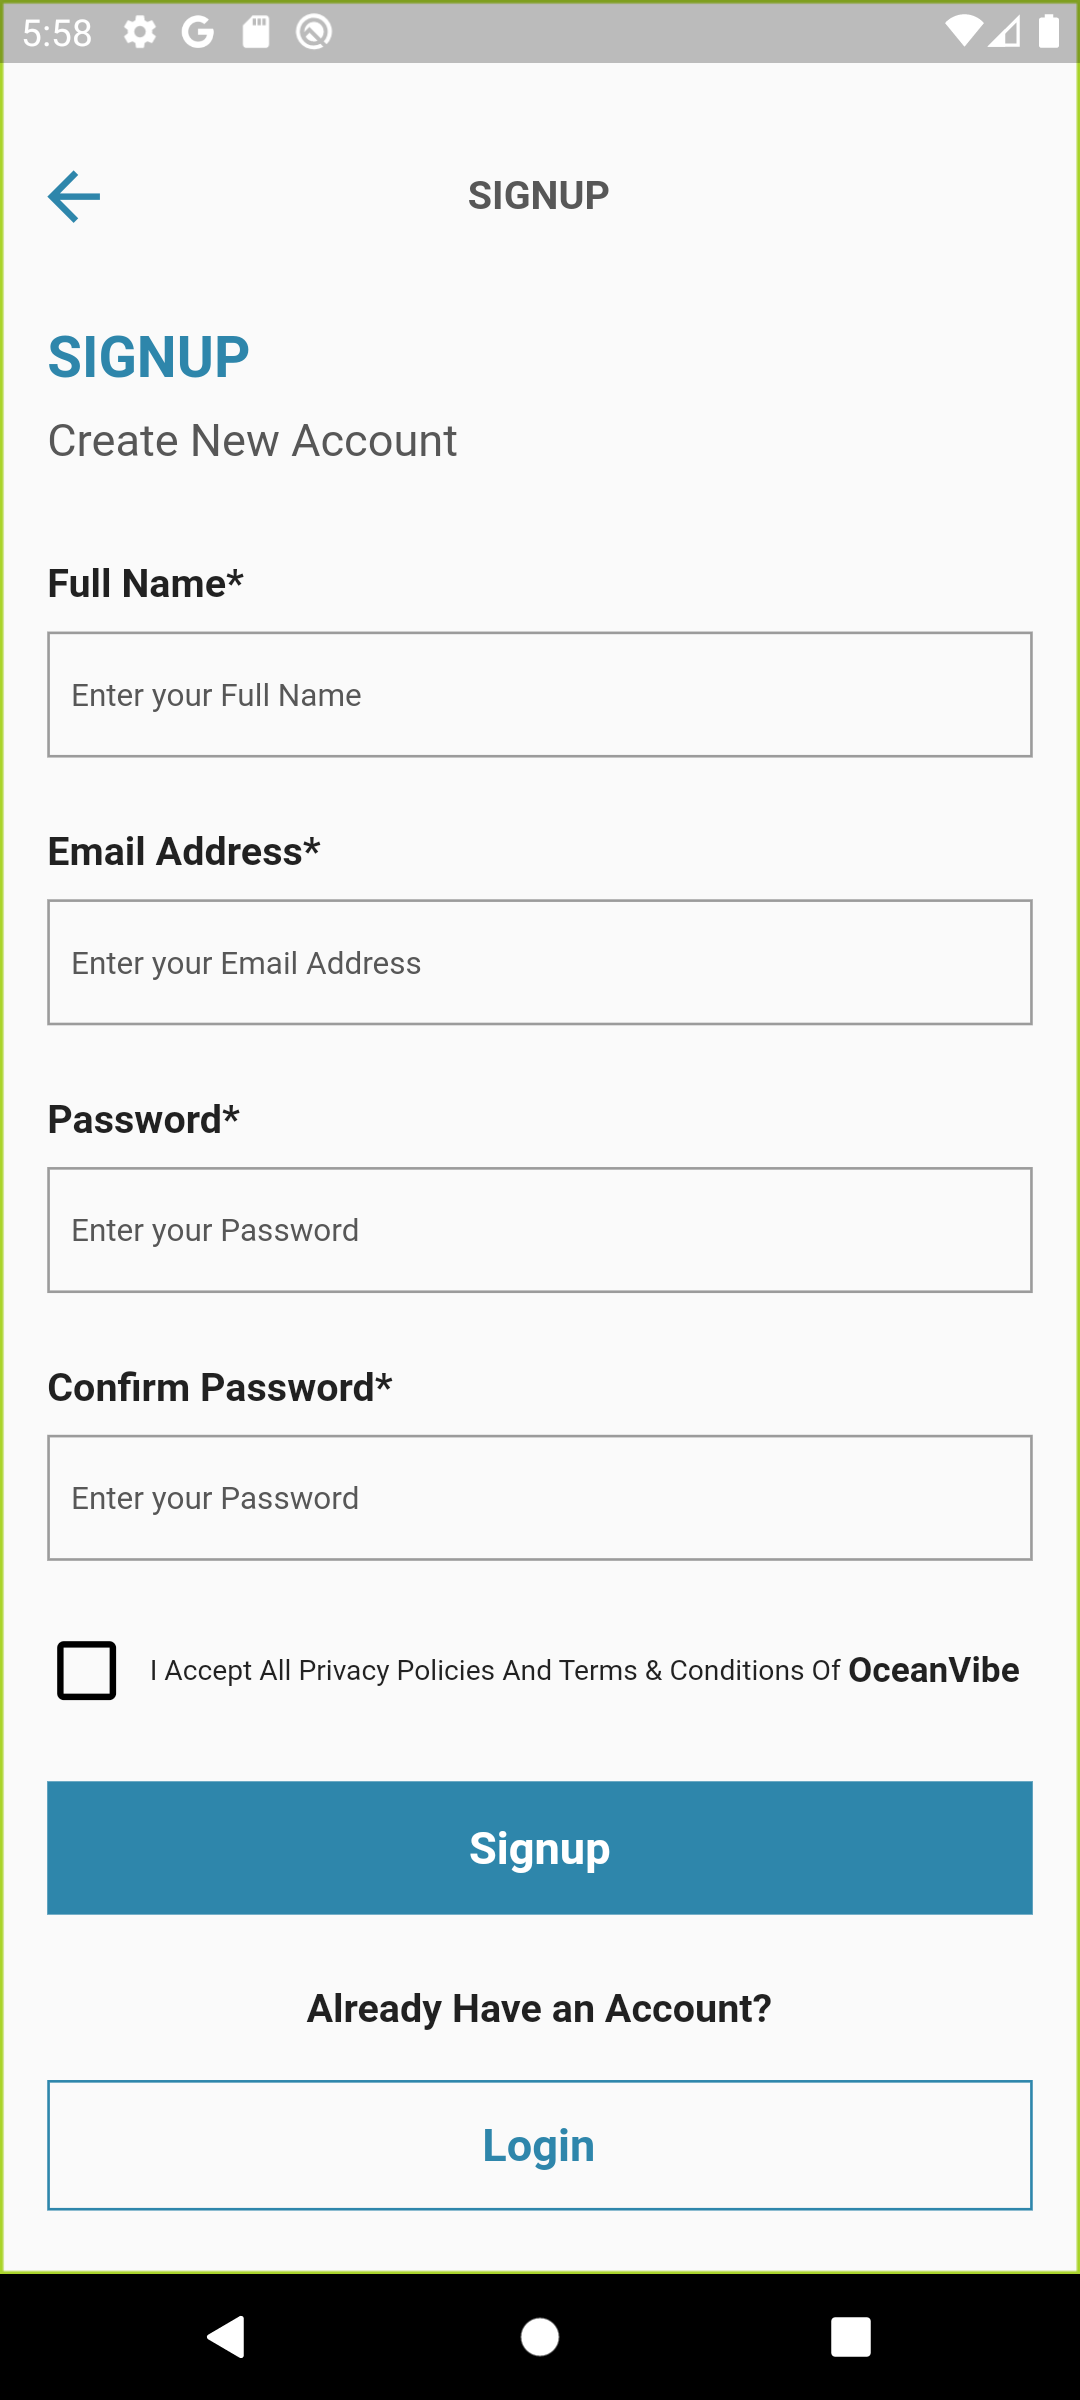 5:58
SIGNUP
SIGNUP
Create New Account
Full Name*
Enter your Full Name
Email Address*
Enter your Email Address
Password*
Enter your Password
Confirm Password*
Enter your Password
I Accept All Privacy Policies And Terms & Conditions Of OceanVibe
Signup
Already Have an Account?
Login